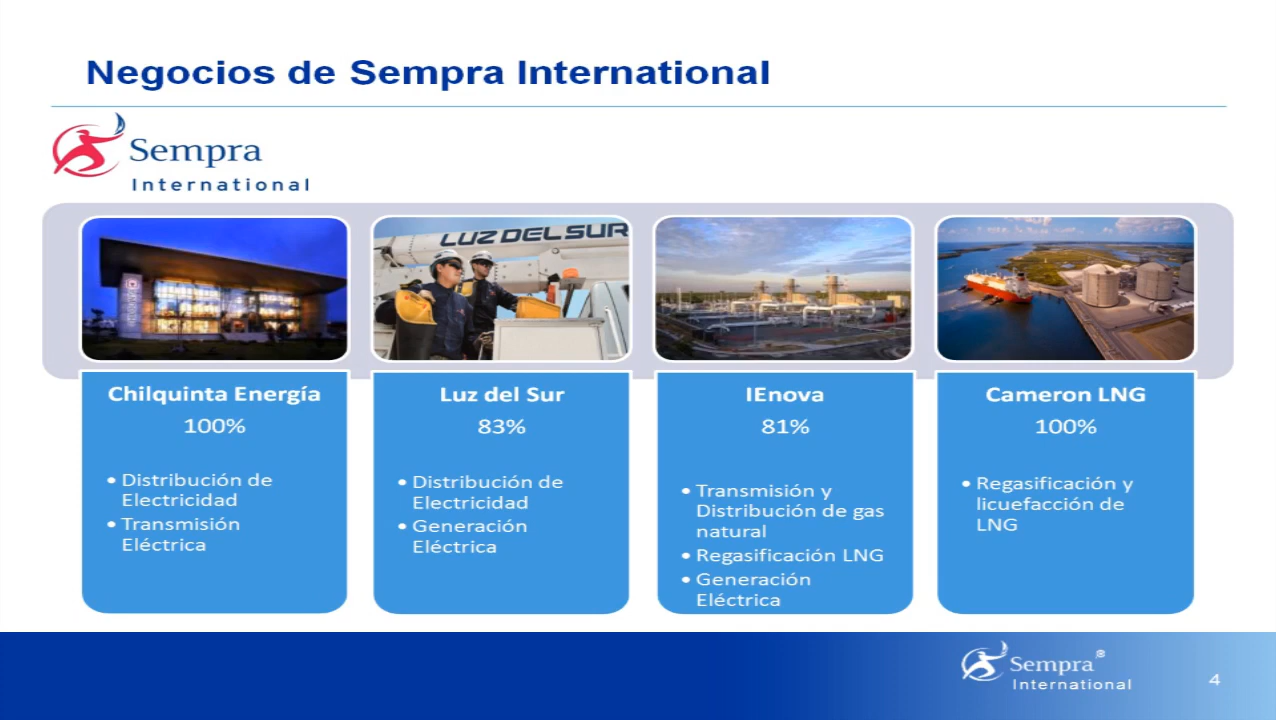 Negocios de Sempra International
Sempra
International
LUZ DEL SUR
Chilquinta Energía
100%
• Distribución de
Electricidad
• Transmisión
Eléctrica
Luz del Sur
83%
• Distribución de
Electricidad
• Generación
Eléctrica
IEnova
81%
• Transmisión y
Distribución de gas
natural
• Regasificación LNG
• Generación
Eléctrica
Cameron LNG
100%
• Regasificación y
licuefacción de
LNG
Sempra®
International
4